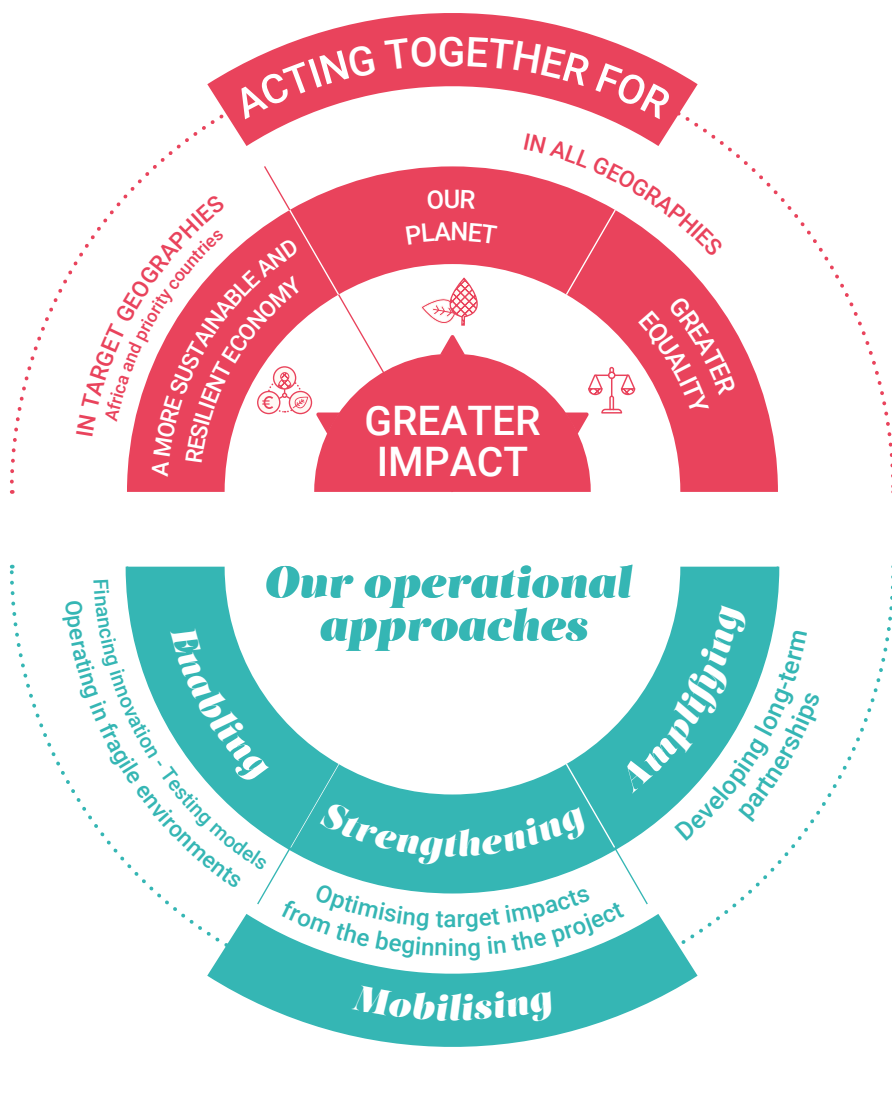 ACTING TOGETHER FOR
IN TARGET GEOGRAPHIES
Africa and priority countries
IN ALL GEOGRAPHIES
A MORE SUSTAINABLE AND
RESILIENT ECONOMY
OUR
PLANET
GREATER
EQUALITY
€
GREATER
IMPACT
Our operational
approaches
Enabling
Financing innovation - Testing models
Operating in fragile environments
Strengthening
Optimising target impacts
from the beginning in the project
Amplifying
Developing long-term
partnerships
Mobilising